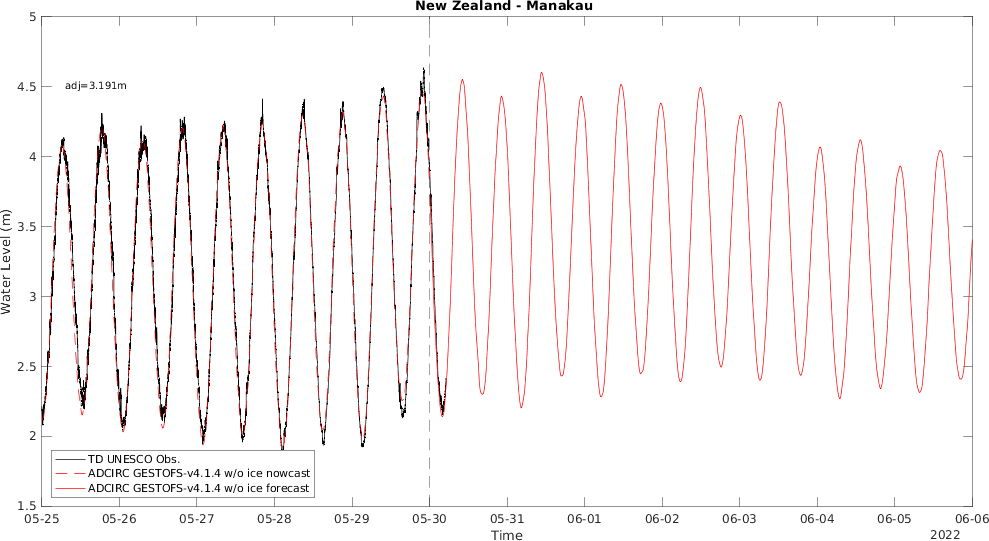 New Zealand - Manakau
5
4.5
4
3.5
3
2.5
2
1.5
Water Level (m)
adj=3.191m
TD UNESCO Obs.
ADCIRC GESTOFS-v4.1.4 w/o ice nowcast
ADCIRC GESTOFS-v4.1.4 w/o ice forecast
05-25 05-26 05-27 05-28 05-29 05-30 05-31 06-01 06-02 06-03 06-04 06-05 06-06
Time
2022